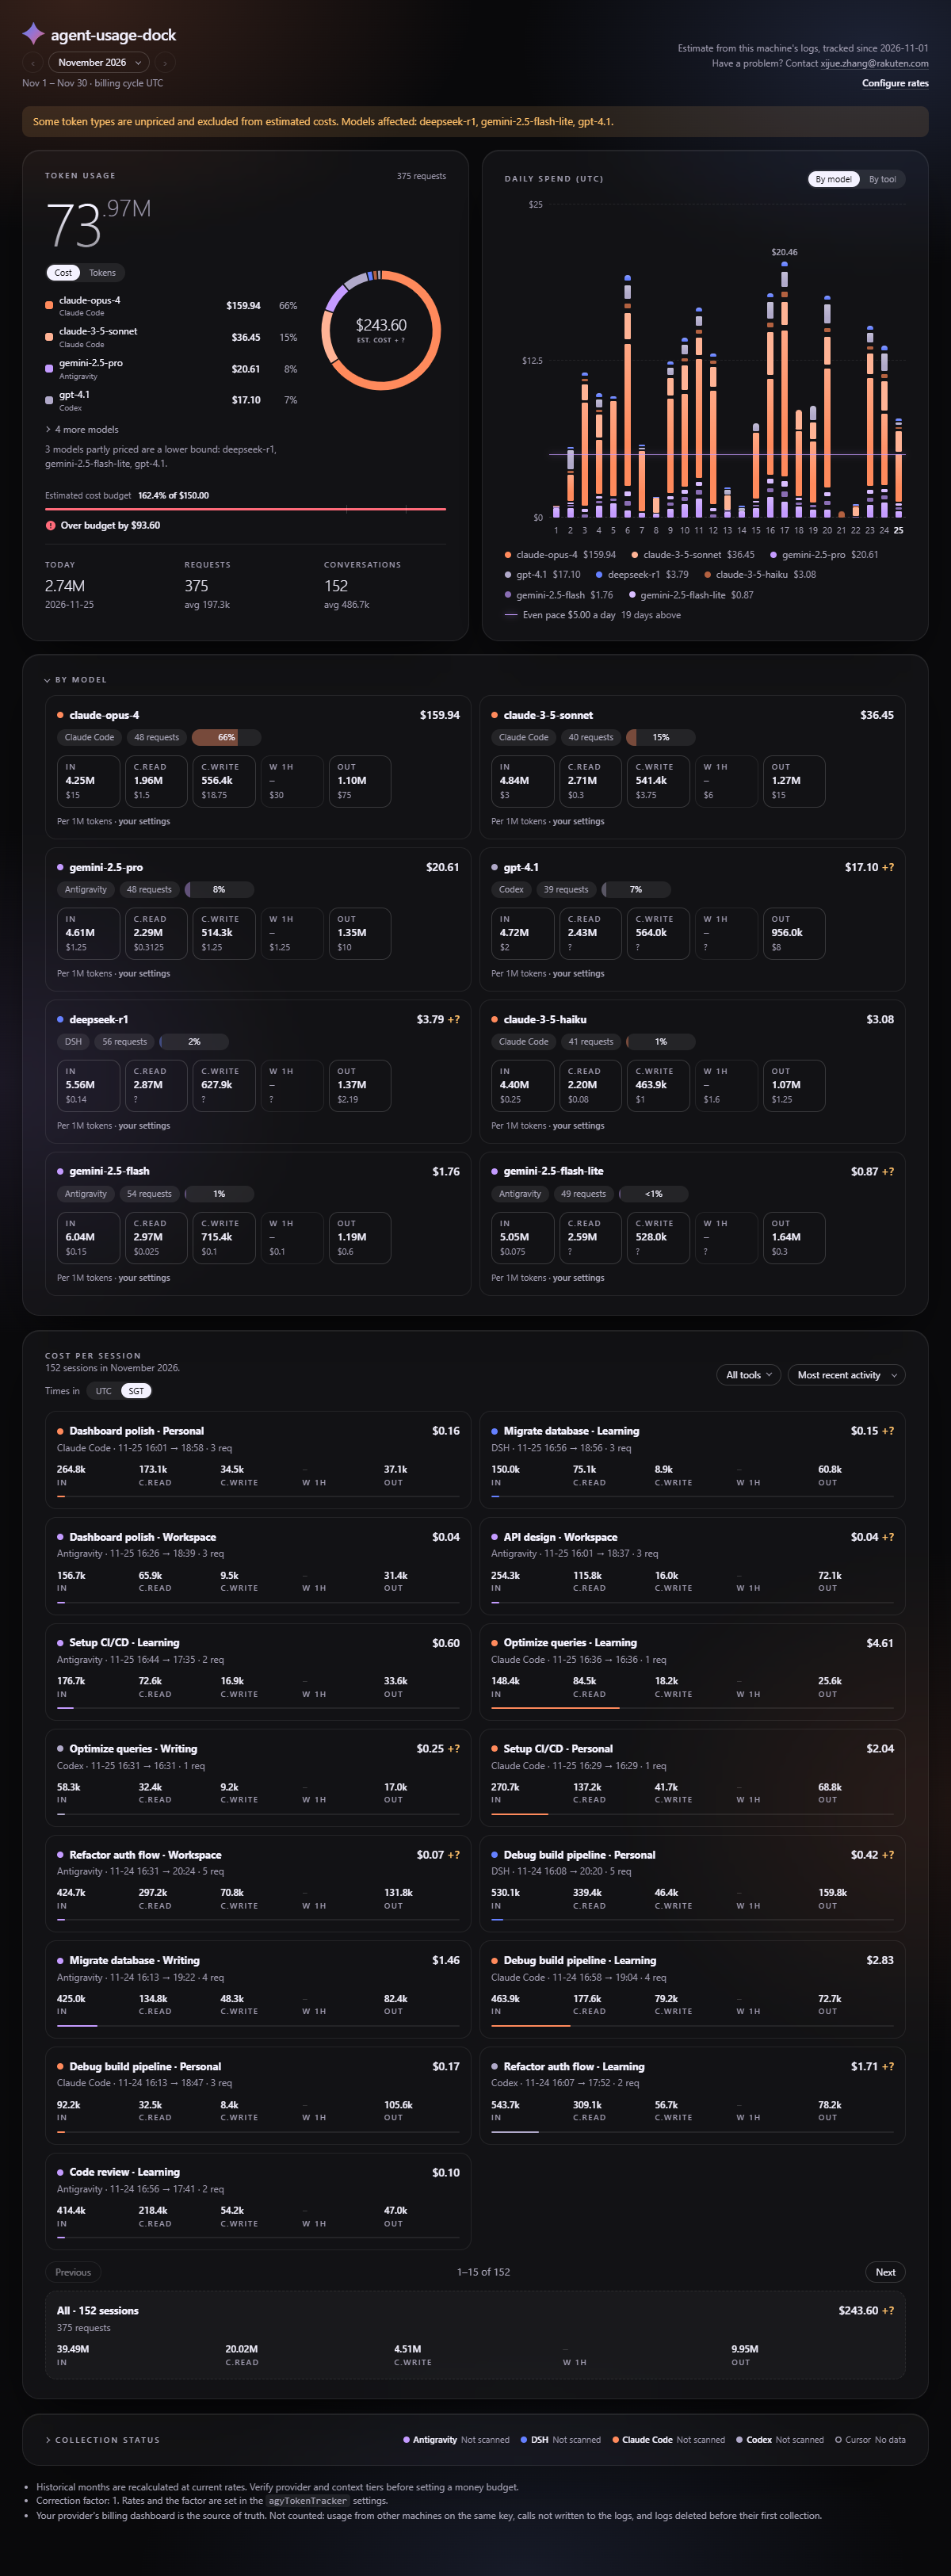 agent-usage-dock
November 2026
Nov 1 – Nov 30 · billing cycle UTC
Estimate from this machine's logs, tracked since 2026-11-01
Have a problem? Contact xijue.zhang@rakuten.com
Configure rates
Some token types are unpriced and excluded from estimated costs. Models affected: deepseek-r1, gemini-2.5-flash-lite, gpt-4.1.
TOKEN USAGE
375 requests
73.97M
Cost Tokens
claude-opus-4 $159.94 66%
Claude Code
claude-3-5-sonnet $36.45 15%
Claude Code
gemini-2.5-pro $20.61 8%
Antigravity
gpt-4.1 $17.10 7%
Codex
$243.60
EST. COST + ?
4 more models
3 models partly priced are a lower bound: deepseek-r1,
gemini-2.5-flash-lite, gpt-4.1.
Estimated cost budget 162.4% of $150.00
Over budget by $93.60
TODAY REQUESTS CONVERSATIONS
2.74M 375 152
2026-11-25 avg 197.3k avg 486.7k
DAILY SPEND (UTC)
By model By tool
$25
$20.46
$12.5
$0
1 2 3 4 5 6 7 8 9 10 11 12 13 14 15 16 17 18 19 20 21 22 23 24 25
claude-opus-4 $159.94 claude-3-5-sonnet $36.45 gemini-2.5-pro $20.61
gpt-4.1 $17.10 deepseek-r1 $3.79 claude-3-5-haiku $3.08
gemini-2.5-flash $1.76 gemini-2.5-flash-lite $0.87
Even pace $5.00 a day 19 days above
BY MODEL
claude-opus-4 $159.94
Claude Code 48 requests 66%
IN C.READ C.WRITE W 1H OUT
4.25M 1.96M 556.4k – 1.10M
$15 $1.5 $18.75 $30 $75
Per 1M tokens · your settings
claude-3-5-sonnet $36.45
Claude Code 40 requests 15%
IN C.READ C.WRITE W 1H OUT
4.84M 2.71M 541.4k – 1.27M
$3 $0.3 $3.75 $6 $15
Per 1M tokens · your settings
gemini-2.5-pro $20.61
Antigravity 48 requests 8%
IN C.READ C.WRITE W 1H OUT
4.61M 2.29M 514.3k – 1.35M
$1.25 $0.3125 $1.25 $1.25 $10
Per 1M tokens · your settings
gpt-4.1 $17.10 +?
Codex 39 requests 7%
IN C.READ C.WRITE W 1H OUT
4.72M 2.43M 564.0k – 956.0k
$2 ? ? ? $8
Per 1M tokens · your settings
deepseek-r1 $3.79 +?
DSH 56 requests 2%
IN C.READ C.WRITE W 1H OUT
5.56M 2.87M 627.9k – 1.37M
$0.14 ? ? ? $2.19
Per 1M tokens · your settings
claude-3-5-haiku $3.08
Claude Code 41 requests 1%
IN C.READ C.WRITE W 1H OUT
4.40M 2.20M 463.9k – 1.07M
$0.25 $0.08 $1 $1.6 $1.25
Per 1M tokens · your settings
gemini-2.5-flash $1.76
Antigravity 54 requests 1%
IN C.READ C.WRITE W 1H OUT
6.04M 2.97M 715.4k – 1.19M
$0.15 $0.025 $0.1 $0.1 $0.6
Per 1M tokens · your settings
gemini-2.5-flash-lite $0.87 +?
Antigravity 49 requests <1%
IN C.READ C.WRITE W 1H OUT
5.05M 2.59M 528.0k – 1.64M
$0.075 ? ? ? $0.3
Per 1M tokens · your settings
COST PER SESSION
152 sessions in November 2026.
Times in UTC SGT
All tools Most recent activity
Dashboard polish · Personal $0.16
Claude Code · 11-25 16:01 → 18:58 · 3 req
264.8k 173.1k 34.5k – 37.1k
IN C.READ C.WRITE W 1H OUT
Migrate database · Learning $0.15 +?
DSH · 11-25 16:56 → 18:56 · 3 req
150.0k 75.1k 8.9k – 60.8k
IN C.READ C.WRITE W 1H OUT
Dashboard polish · Workspace $0.04
Antigravity · 11-25 16:26 → 18:39 · 3 req
156.7k 65.9k 9.5k – 31.4k
IN C.READ C.WRITE W 1H OUT
API design · Workspace $0.04 +?
Antigravity · 11-25 16:01 → 18:37 · 3 req
254.3k 115.8k 16.0k – 72.1k
IN C.READ C.WRITE W 1H OUT
Setup CI/CD · Learning $0.60
Antigravity · 11-25 16:44 → 17:35 · 2 req
176.7k 72.6k 16.9k – 33.6k
IN C.READ C.WRITE W 1H OUT
Optimize queries · Learning $4.61
Claude Code · 11-25 16:36 → 16:36 · 1 req
148.4k 84.5k 18.2k – 25.6k
IN C.READ C.WRITE W 1H OUT
Optimize queries · Writing $0.25 +?
Codex · 11-25 16:31 → 16:31 · 1 req
58.3k 32.4k 9.2k – 17.0k
IN C.READ C.WRITE W 1H OUT
Setup CI/CD · Personal $2.04
Claude Code · 11-25 16:29 → 16:29 · 1 req
270.7k 137.2k 41.7k – 68.8k
IN C.READ C.WRITE W 1H OUT
Refactor auth flow · Workspace $0.07 +?
Antigravity · 11-24 16:31 → 20:24 · 5 req
424.7k 297.2k 70.8k – 131.8k
IN C.READ C.WRITE W 1H OUT
Debug build pipeline · Personal $0.42 +?
DSH · 11-24 16:08 → 20:20 · 5 req
530.1k 339.4k 46.4k – 159.8k
IN C.READ C.WRITE W 1H OUT
Migrate database · Writing $1.46
Antigravity · 11-24 16:13 → 19:22 · 4 req
425.0k 134.8k 48.3k – 82.4k
IN C.READ C.WRITE W 1H OUT
Debug build pipeline · Learning $2.83
Claude Code · 11-24 16:58 → 19:04 · 4 req
463.9k 177.6k 79.2k – 72.7k
IN C.READ C.WRITE W 1H OUT
Debug build pipeline · Personal $0.17
Claude Code · 11-24 16:13 → 18:47 · 3 req
92.2k 32.5k 8.4k – 105.6k
IN C.READ C.WRITE W 1H OUT
Refactor auth flow · Learning $1.71 +?
Codex · 11-24 16:07 → 17:52 · 2 req
543.7k 309.1k 56.7k – 78.2k
IN C.READ C.WRITE W 1H OUT
Code review · Learning $0.10
Antigravity · 11-24 16:56 → 17:41 · 2 req
414.4k 218.4k 54.2k – 47.0k
IN C.READ C.WRITE W 1H OUT
Previous 1–15 of 152 Next
All · 152 sessions $243.60 +?
375 requests
39.49M 20.02M 4.51M – 9.95M
IN C.READ C.WRITE W 1H OUT
COLLECTION STATUS
Antigravity Not scanned DSH Not scanned Claude Code Not scanned Codex Not scanned Cursor No data
• Historical months are recalculated at current rates. Verify provider and context tiers before setting a money budget.
• Correction factor: 1. Rates and the factor are set in the agyTokenTracker settings.
• Your provider's billing dashboard is the source of truth. Not counted: usage from other machines on the same key, calls not written to the logs, and logs deleted before their first collection.